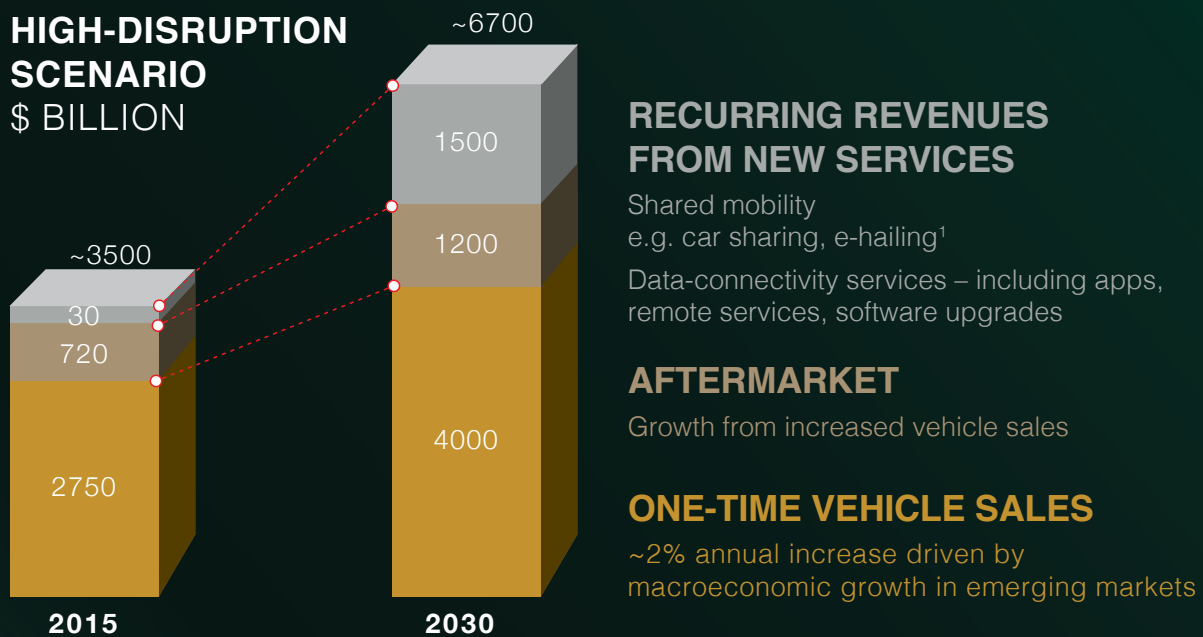 HIGH-DISRUPTION
SCENARIO
$ BILLION
~3500
30
720
2750
2015
~6700
1500
1200
4000
2030
RECURRING REVENUES
FROM NEW SERVICES
Shared mobility
e.g. car sharing, e-hailing¹
Data-connectivity services – including apps,
remote services, software upgrades
AFTERMARKET
Growth from increased vehicle sales
ONE-TIME VEHICLE SALES
~2% annual increase driven by
macroeconomic growth in emerging markets